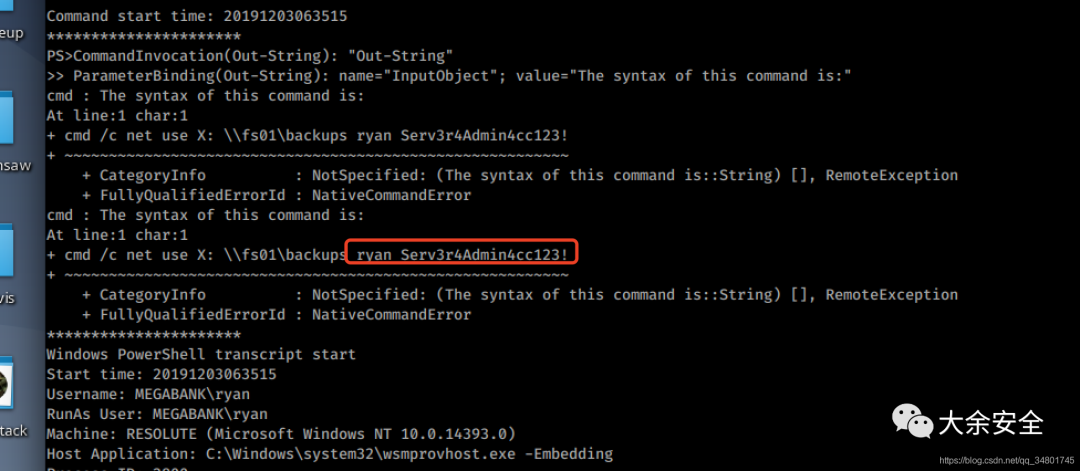 Command start time: 20191203063515
**********************
PS>CommandInvocation(Out-String): "Out-String"
>> ParameterBinding(Out-String): name="InputObject"; value="The syntax of this command is:"
cmd : The syntax of this command is:
At line:1 char:1
+ cmd /c net use X: \\fs01\backups ryan Serv3r4Admin4cc123!
+ ~~~~~~~~~~~~~~~~~~~~~~~~~~~~~~~~~~~~~~~~~~~~~~~~~~~~~~~~~
    + CategoryInfo          : NotSpecified: (The syntax of this command is::String) [], RemoteException
    + FullyQualifiedErrorId : NativeCommandError
cmd : The syntax of this command is:
At line:1 char:1
+ cmd /c net use X: \\fs01\backups ryan Serv3r4Admin4cc123!
+ ~~~~~~~~~~~~~~~~~~~~~~~~~~~~~~~~~~~~~~~~~~~~~~~~~~~~~~~~~
    + CategoryInfo          : NotSpecified: (The syntax of this command is::String) [], RemoteException
    + FullyQualifiedErrorId : NativeCommandError
**********************
Windows PowerShell transcript start
Start time: 20191203063515
Username: MEGABANK\ryan
RunAs User: MEGABANK\ryan
Machine: RESOLUTE (Microsoft Windows NT 10.0.14393.0)
Host Application: C:\Windows\system32\wsmprovhost.exe -Embedding
eup
nsaw
vis
tack
大余安全
https://blog.csdn.net/qq_34801745